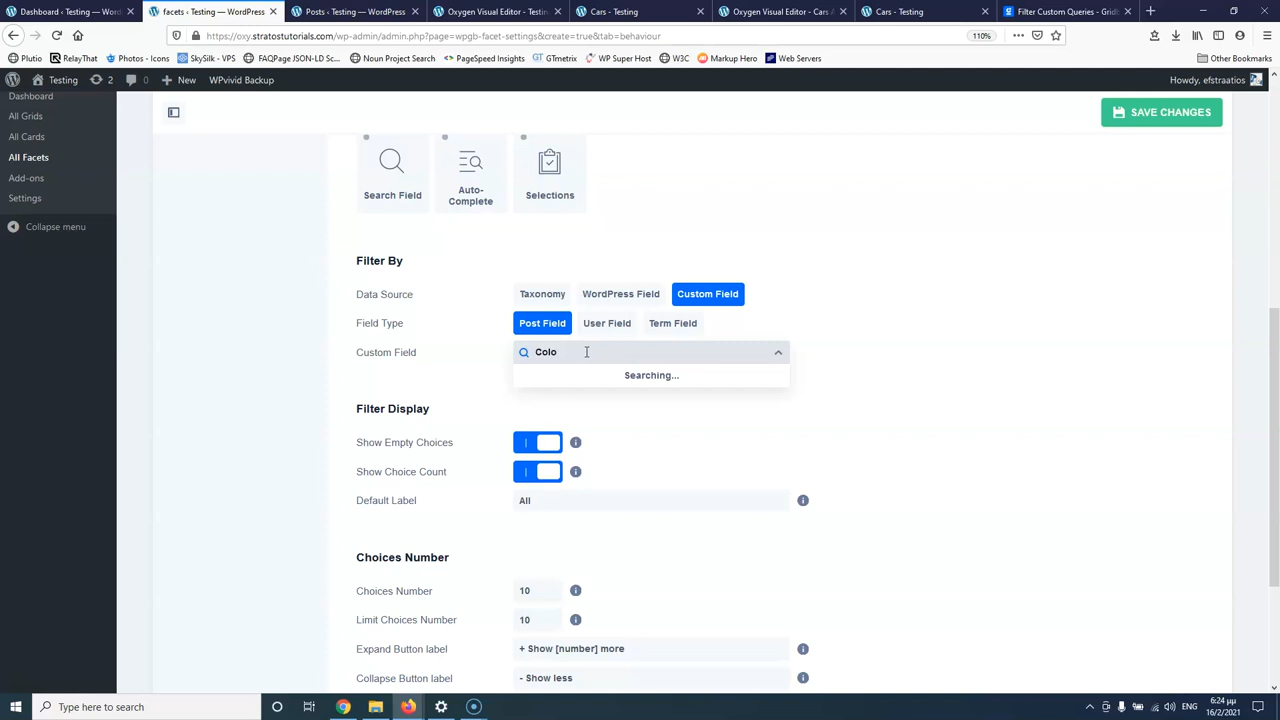 Dashboard ‹ Testing — WordPr
facets ‹ Testing — WordPress
Posts ‹ Testing — WordPress
Oxygen Visual Editor - Testin
Cars - Testing
Oxygen Visual Editor - Cars A
Cars - Testing
Filter Custom Queries - Gridb
https://oxy.stratostutorials.com/wp-admin/admin.php?page=wpgb-facet-settings&create=true&tab=behaviour
110%
Plutio
RelayThat
Photos - Icons
SkySilk - VPS
FAQPage JSON-LD Sc...
Noun Project Search
PageSpeed Insights
GTmetrix
WP Super Host
W3C
Markup Hero
Web Servers
Other Bookmarks
Testing
2
0
New
WPvivid Backup
Howdy, efstraatios
Dashboard
All Grids
All Cards
All Facets
Add-ons
Settings
Collapse menu
SAVE CHANGES
Search Field
Auto-
Complete
Selections
Filter By
Data Source
Taxonomy
WordPress Field
Custom Field
Field Type
Post Field
User Field
Term Field
Custom Field
Colo
Searching...
Filter Display
Show Empty Choices
Show Choice Count
Default Label
All
Choices Number
Choices Number
10
Limit Choices Number
10
Expand Button label
+ Show [number] more
Collapse Button label
- Show less
Type here to search
ENG
6:24 μμ
16/2/2021